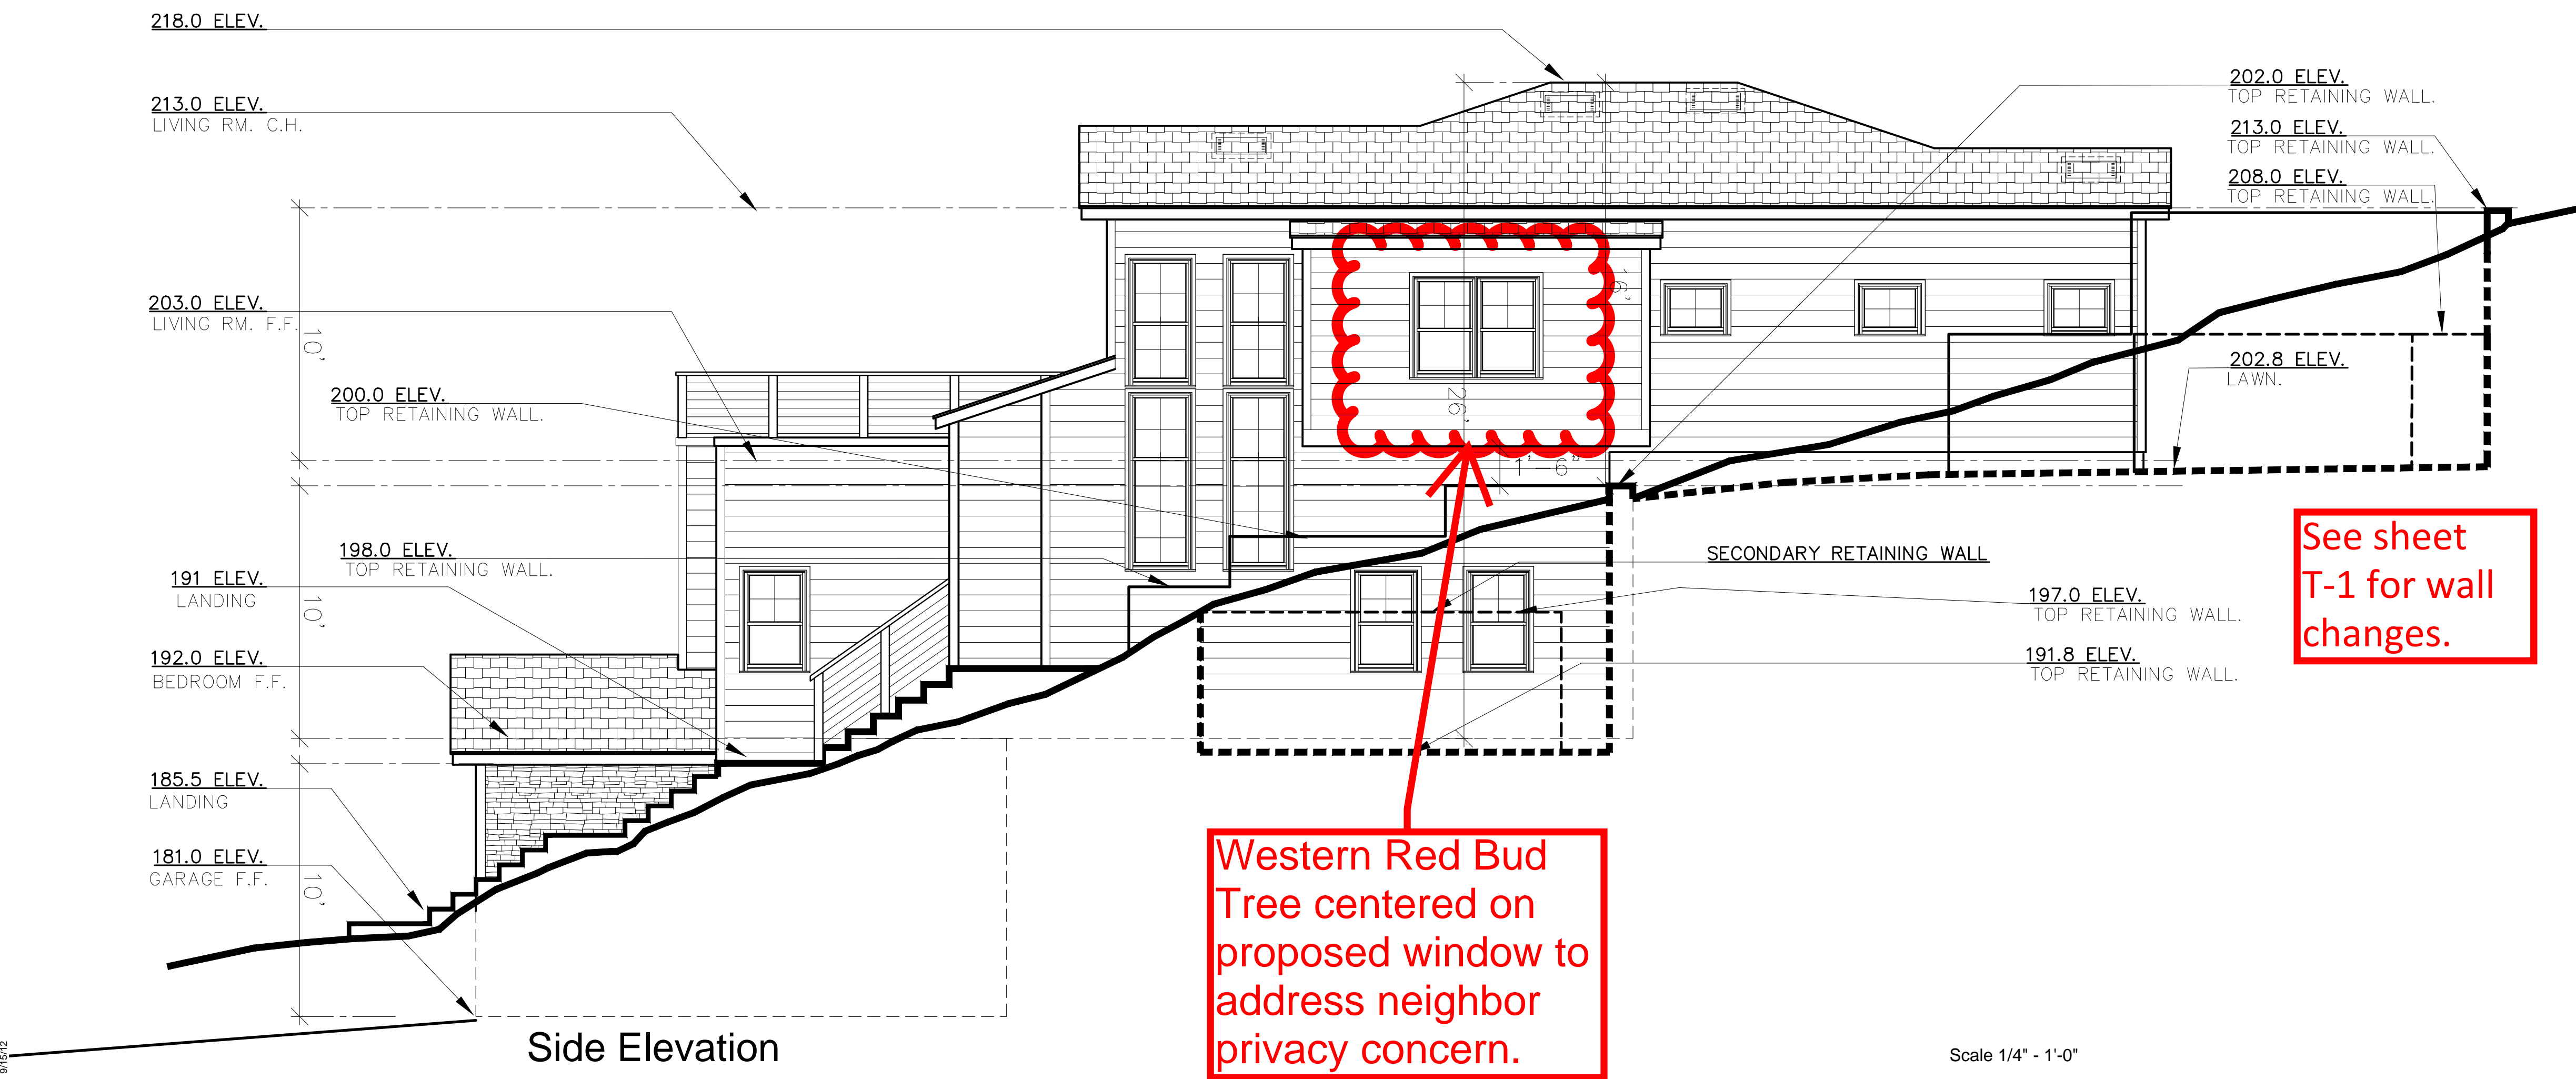 218.0 ELEV.
213.0 ELEV.
LIVING RM. C.H.
203.0 ELEV.
LIVING RM. F.F.
10'
200.0 ELEV.
TOP RETAINING WALL.
198.0 ELEV.
TOP RETAINING WALL.
191 ELEV.
LANDING
10'
192.0 ELEV.
BEDROOM F.F.
185.5 ELEV.
LANDING
181.0 ELEV.
GARAGE F.F.
10'
16'
26'
1'-6"
202.0 ELEV.
TOP RETAINING WALL.
213.0 ELEV.
TOP RETAINING WALL.
208.0 ELEV.
TOP RETAINING WALL.
202.8 ELEV.
LAWN.
SECONDARY RETAINING WALL
197.0 ELEV.
TOP RETAINING WALL.
191.8 ELEV.
TOP RETAINING WALL.
See sheet
T-1 for wall
changes.
Western Red Bud
Tree centered on
proposed window to
address neighbor
privacy concern.
Side Elevation
Scale 1/4" - 1'-0"
9/15/12